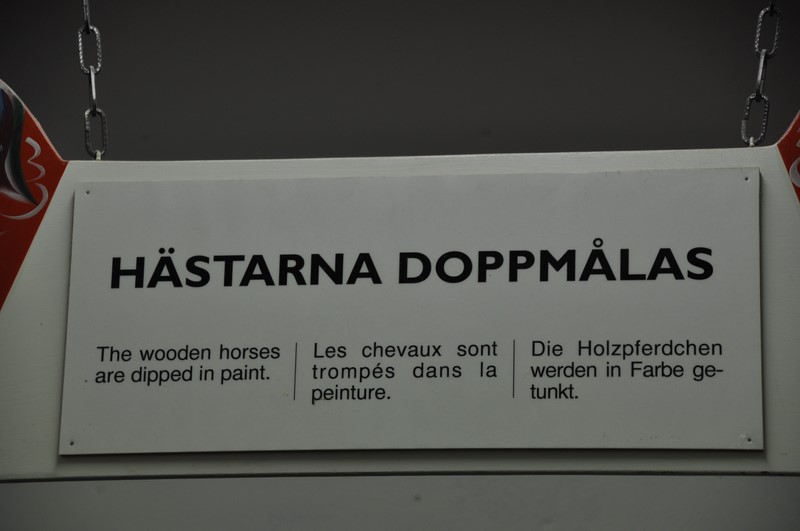 HÄSTARNA DOPPMÅLAS
The wooden horses
are dipped in paint.
Les chevaux sont
trompés dans la
peinture.
Die Holzpferdchen
werden in Farbe ge-
tunkt.